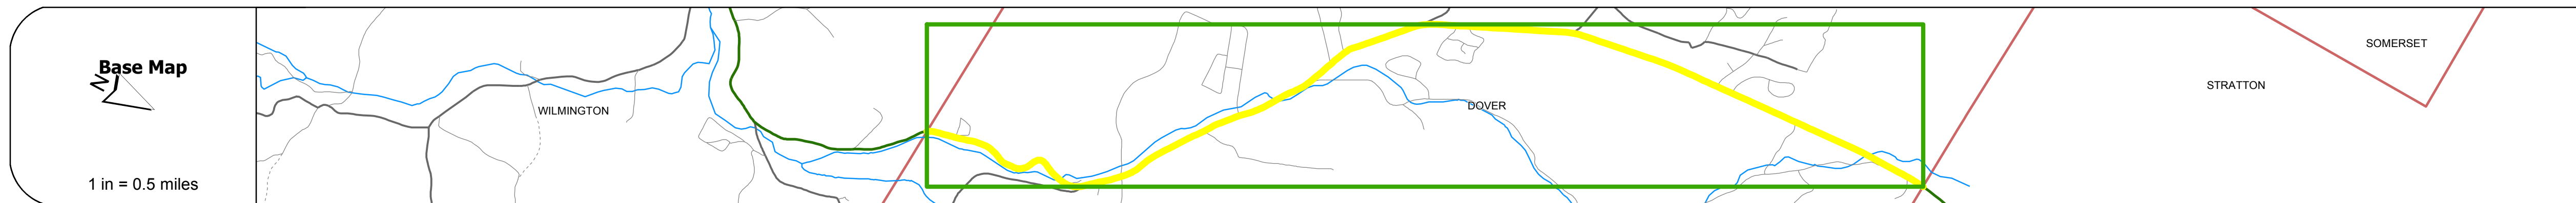 Base Map
N
1 in = 0.5 miles
WILMINGTON
DOVER
STRATTON
SOMERSET